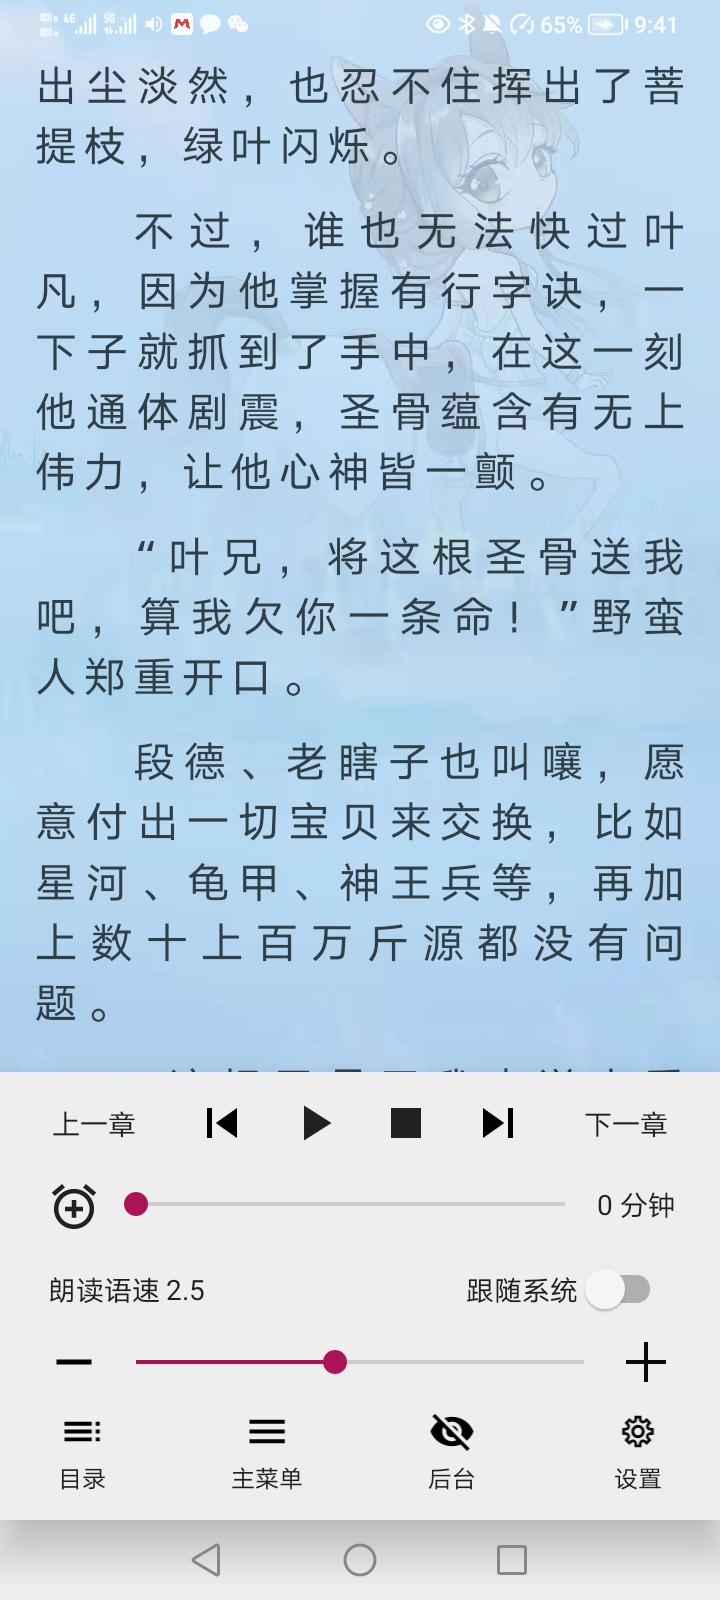 4G 5G 65% 9:41
出尘淡然，也忍不住挥出了菩
提枝，绿叶闪烁。
不过，谁也无法快过叶
凡，因为他掌握有行字诀，一
下子就抓到了手中，在这一刻
他通体剧震，圣骨蕴含有无上
伟力，让他心神皆一颤。
“叶兄，将这根圣骨送我
吧，算我欠你一条命！”野蛮
人郑重开口。
段德、老瞎子也叫嚷，愿
意付出一切宝贝来交换，比如
星河、龟甲、神王兵等，再加
上数十上百万斤源都没有问
题。
上一章 下一章
0 分钟
朗读语速 2.5 跟随系统
目录 主菜单 后台 设置